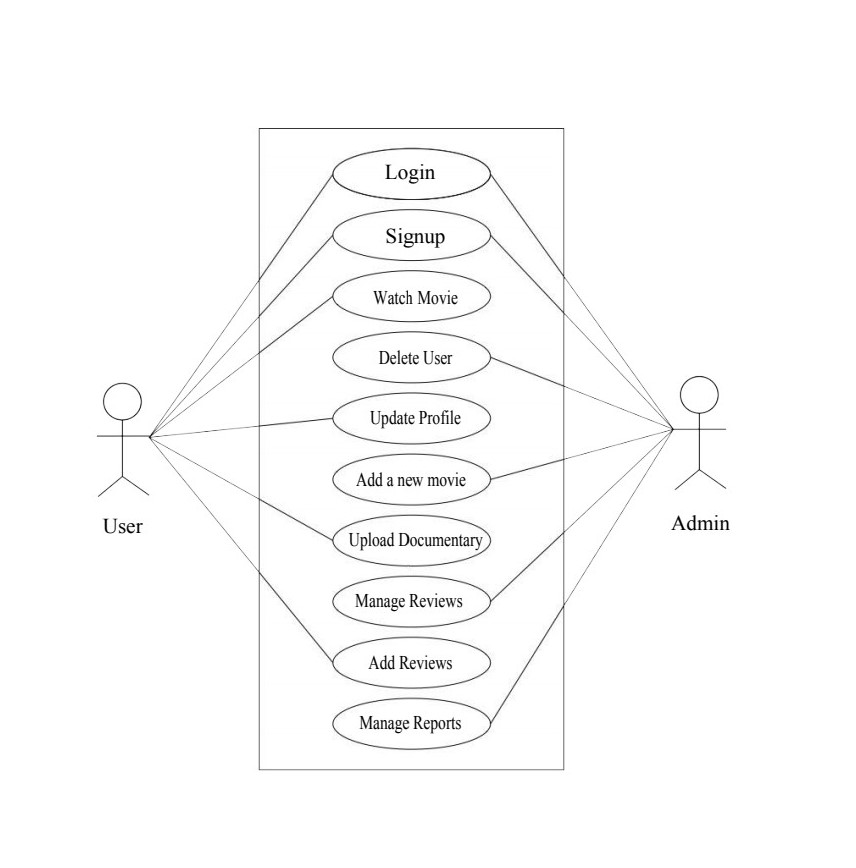 Login
Signup
Watch Movie
Delete User
Update Profile
Add a new movie
Upload Documentary
Manage Reviews
Add Reviews
Manage Reports
User
Admin